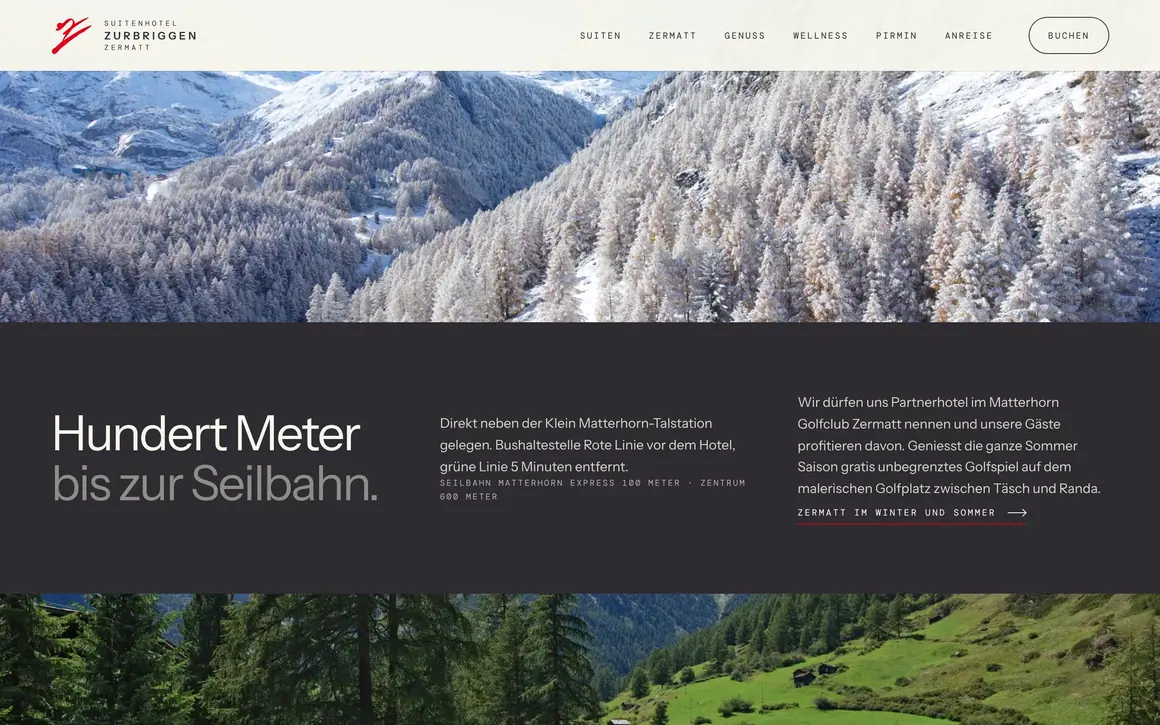 SUITENHOTEL
ZURBRIGGEN
ZERMATT
SUITEN
ZERMATT
GENUSS
WELLNESS
PIRMIN
ANREISE
BUCHEN
Hundert Meter
bis zur Seilbahn.
Direkt neben der Klein Matterhorn-Talstation
gelegen. Bushaltestelle Rote Linie vor dem Hotel,
grüne Linie 5 Minuten entfernt.
SEILBAHN MATTERHORN EXPRESS 100 METER · ZENTRUM
600 METER
Wir dürfen uns Partnerhotel im Matterhorn
Golfclub Zermatt nennen und unsere Gäste
profitieren davon. Geniesst die ganze Sommer
Saison gratis unbegrenztes Golfspiel auf dem
malerischen Golfplatz zwischen Täsch und Randa.
ZERMATT IM WINTER UND SOMMER